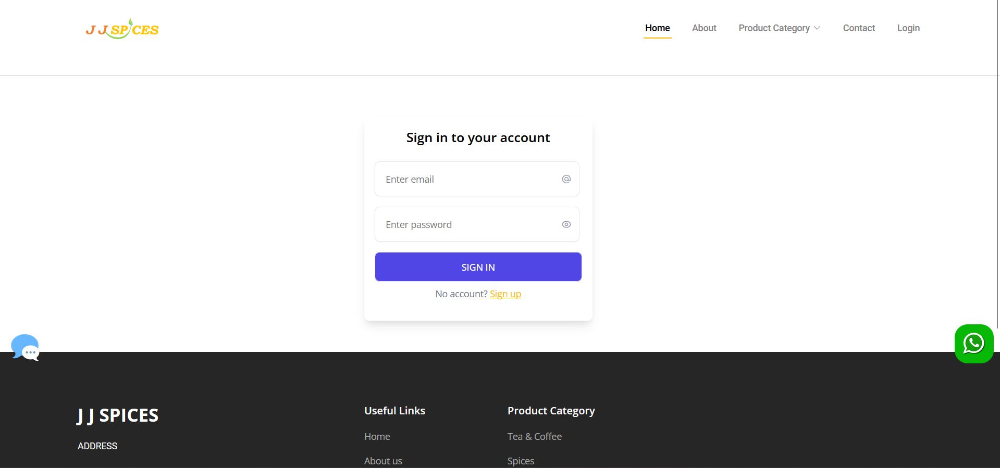 J J SPICES
Home About Product Category Contact Login
Sign in to your account
Enter email
Enter password
SIGN IN
No account? Sign up
J J SPICES
ADDRESS
Useful Links
Home
About us
Product Category
Tea & Coffee
Spices